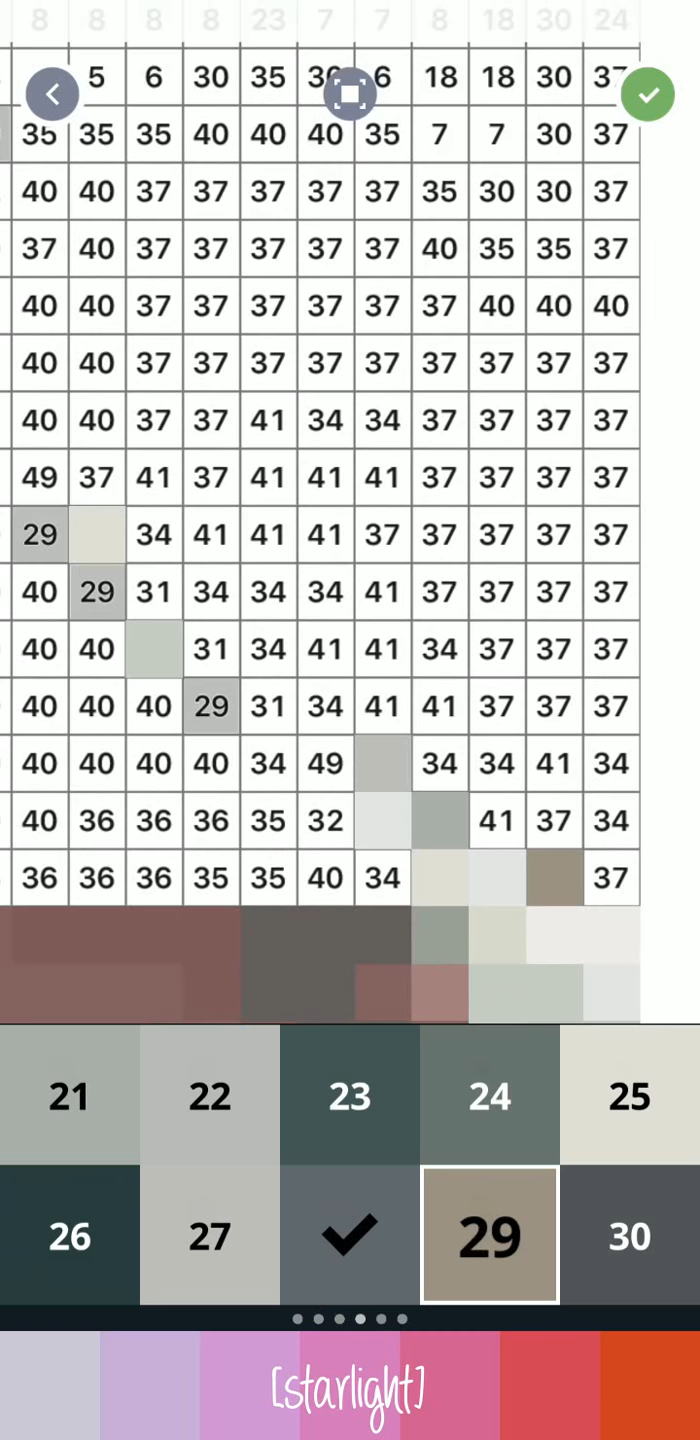 8 8 8 8 23 7 7 8 18 30 24
5 6 30 35 30 6 18 18 30 37
35 35 35 40 40 40 35 7 7 30 37
40 40 37 37 37 37 37 35 30 30 37
37 40 37 37 37 37 37 40 35 35 37
40 40 37 37 37 37 37 37 40 40 40
40 40 37 37 37 37 37 37 37 37 37
40 40 37 37 41 34 34 37 37 37 37
49 37 41 37 41 41 41 37 37 37 37
29 34 41 41 41 37 37 37 37 37
40 29 31 34 34 34 41 37 37 37 37
40 40 31 34 41 41 34 37 37 37
40 40 40 29 31 34 41 41 37 37 37
40 40 40 40 34 49 34 34 41 34
40 36 36 36 35 32 41 37 34
36 36 36 35 35 40 34 37
21 22 23 24 25
26 27 29 30
[starlight]